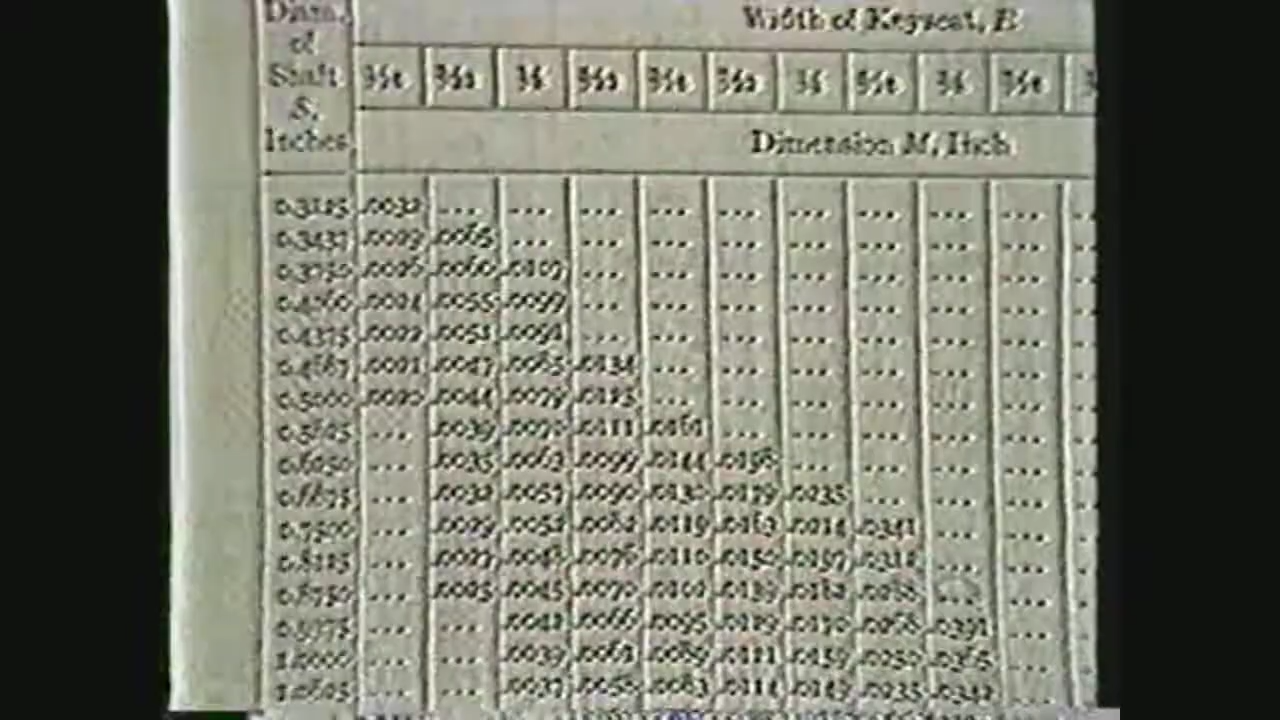 Diam. of Shaft S, Inches
Width of Keyseat, E
Dimension M, Inch
0.3125 .0032 ... ... ... ... ... ... ... ... ...
0.3437 .0029 .0065 ... ... ... ... ... ... ... ...
0.3750 .0026 .0060 .0107 ... ... ... ... ... ... ...
0.4060 .0024 .0055 .0099 ... ... ... ... ... ... ...
0.4375 .0022 .0051 .0091 ... ... ... ... ... ... ...
0.4687 .0021 .0047 .0085 .0134 ... ... ... ... ... ...
0.5000 .0020 .0044 .0079 .0125 ... ... ... ... ... ...
0.5625 ... .0039 .0070 .0111 .0161 ... ... ... ... ...
0.6250 ... .0035 .0063 .0099 .0144 .0198 ... ... ... ...
0.6875 ... .0032 .0057 .0090 .0130 .0179 .0235 ... ... ...
0.7500 ... .0029 .0052 .0082 .0119 .0163 .0214 .0341 ... ...
0.8125 ... .0027 .0048 .0076 .0110 .0150 .0197 .0312 ... ...
0.8750 ... .0025 .0045 .0070 .0102 .0139 .0182 .0288 ... ...
0.9375 ... ... .0042 .0066 .0095 .0129 .0170 .0268 .0391 ...
1.0000 ... ... .0039 .0061 .0089 .0121 .0159 .0250 .0365 ...
1.0625 ... ... .0037 .0058 .0083 .0114 .0149 .0235 .0342 ...